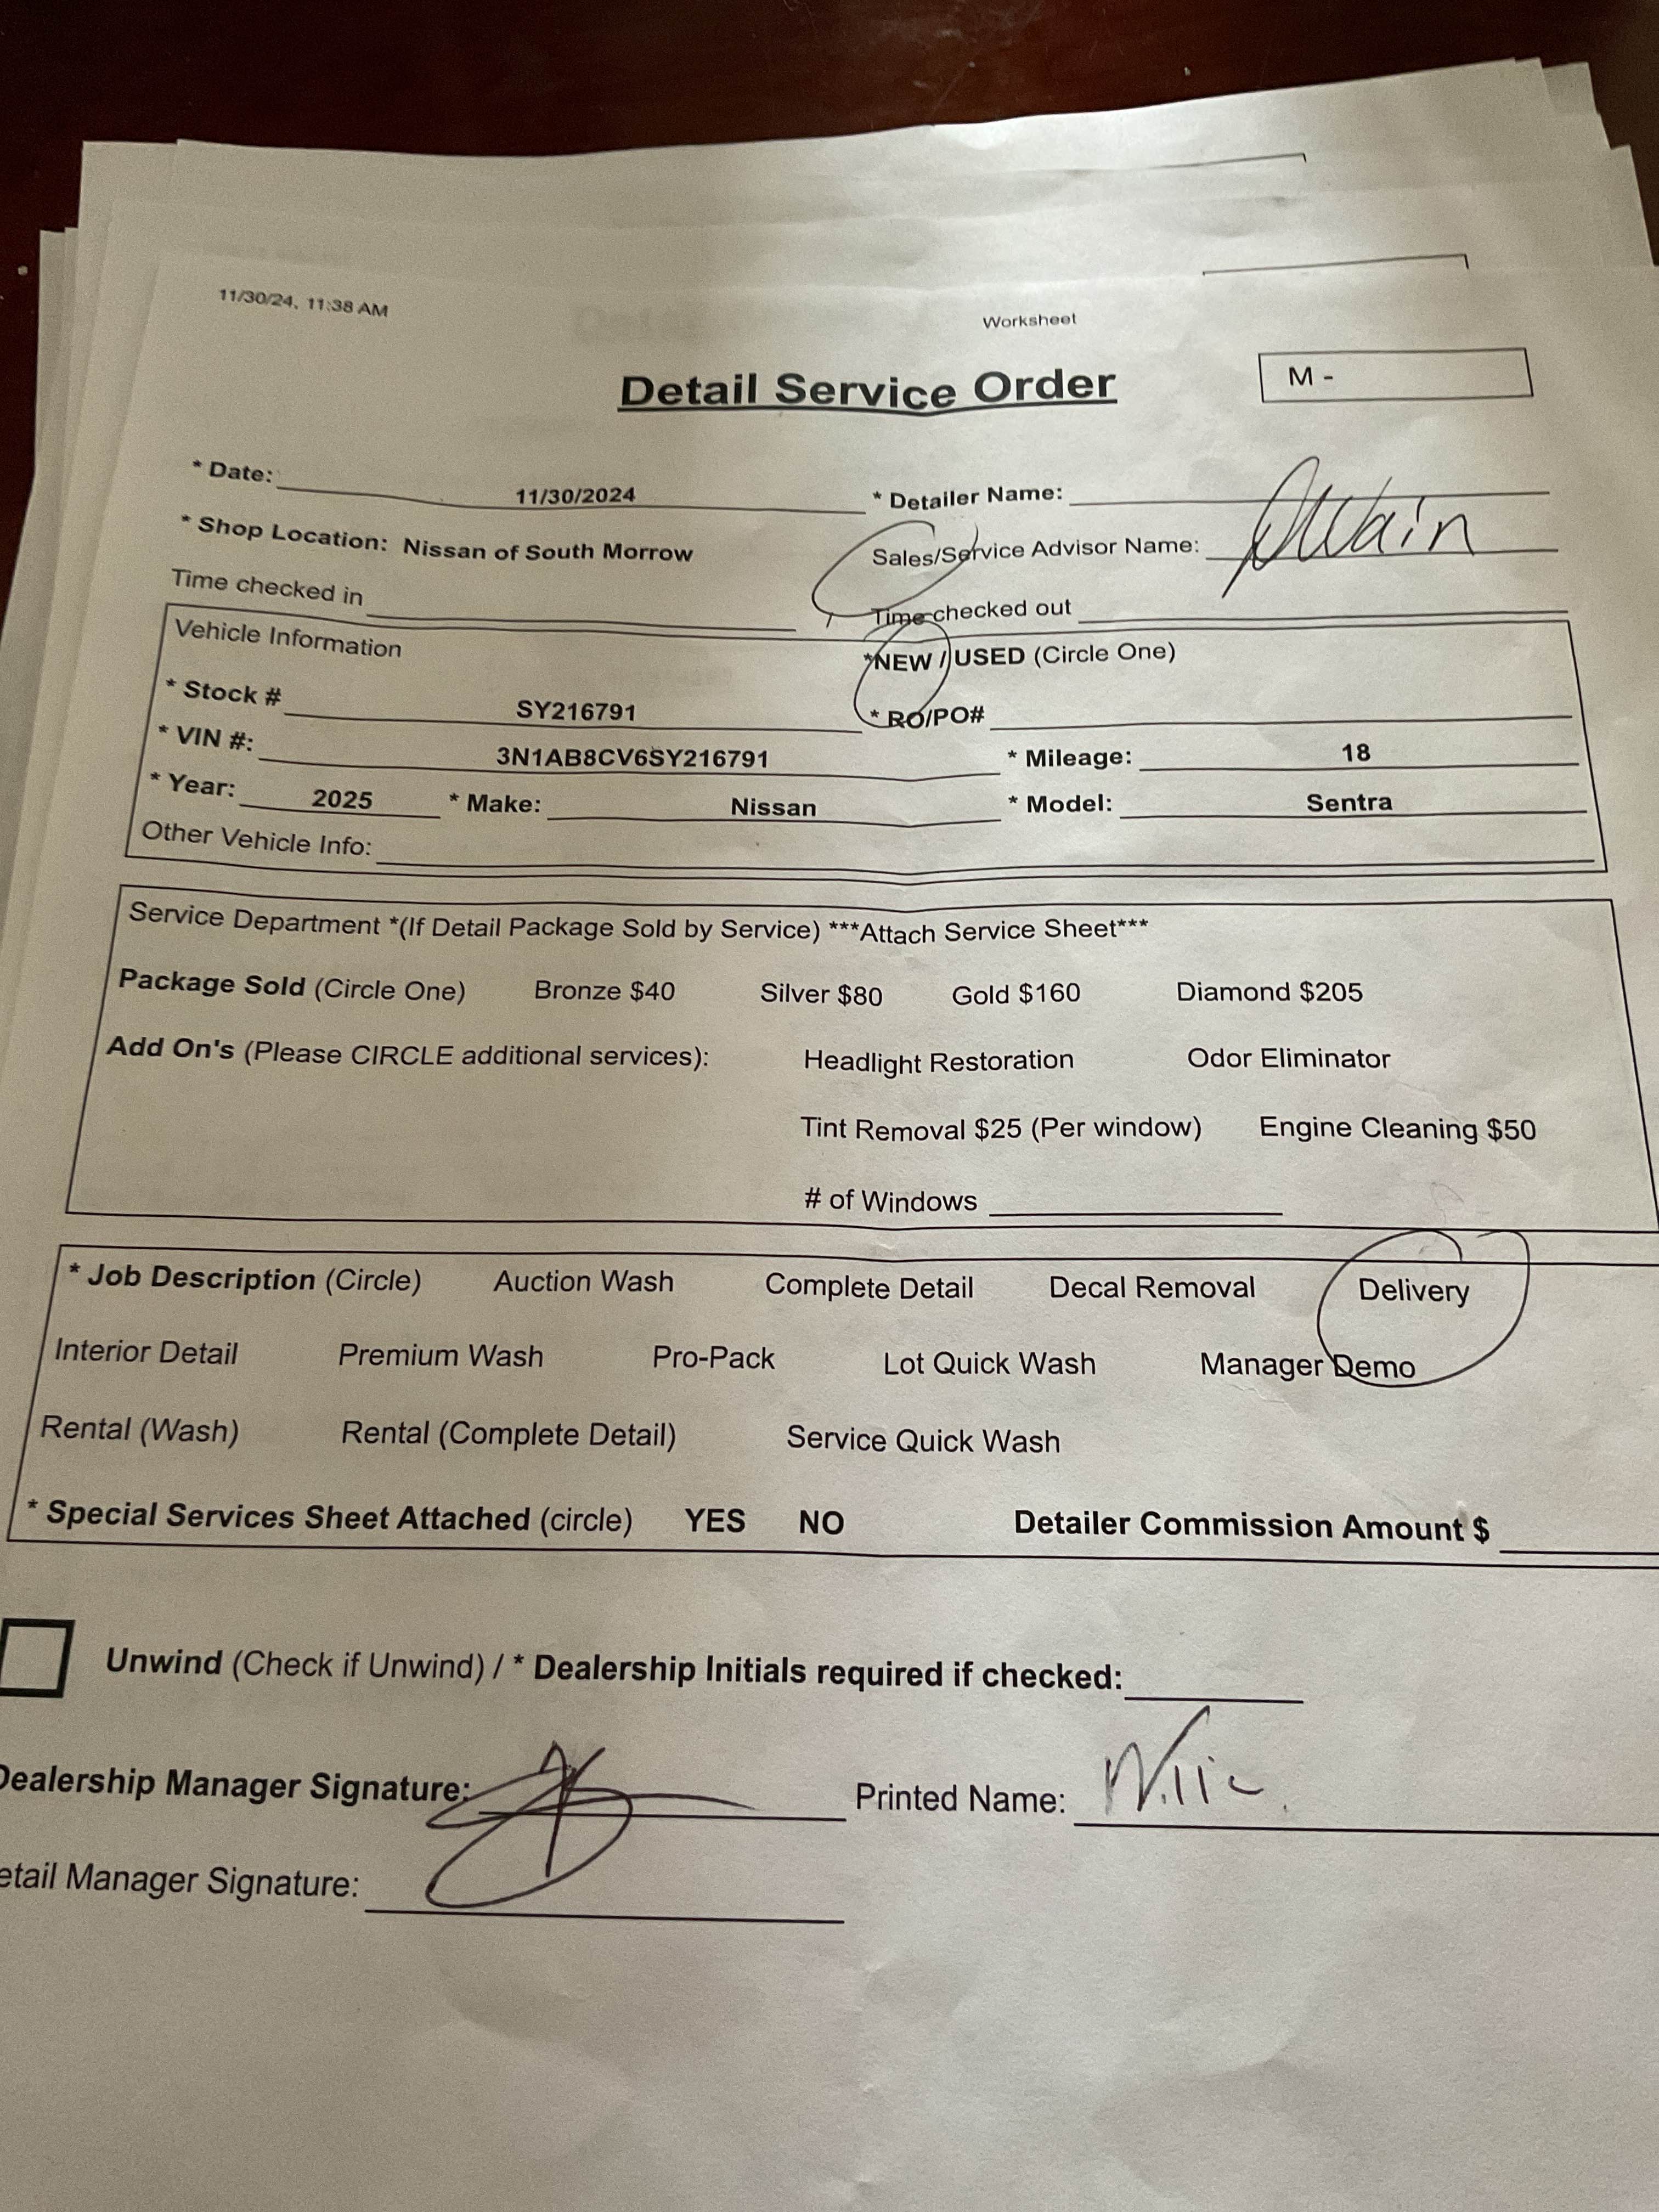 11/30/24, 11:38 AM
Worksheet
Detail Service Order
M -
* Date: 11/30/2024
* Detailer Name:
* Shop Location: Nissan of South Morrow
Sales/Service Advisor Name:
Time checked in
Time checked out
Vehicle Information
*NEW / USED (Circle One)
* Stock # SY216791
* RO/PO#
* VIN #: 3N1AB8CV6SY216791
* Mileage: 18
* Year: 2025 * Make: Nissan * Model: Sentra
Other Vehicle Info:
Service Department *(If Detail Package Sold by Service) ***Attach Service Sheet***
Package Sold (Circle One) Bronze $40 Silver $80 Gold $160 Diamond $205
Add On's (Please CIRCLE additional services): Headlight Restoration Odor Eliminator
Tint Removal $25 (Per window) Engine Cleaning $50
# of Windows
* Job Description (Circle) Auction Wash Complete Detail Decal Removal Delivery
Interior Detail Premium Wash Pro-Pack Lot Quick Wash Manager Demo
Rental (Wash) Rental (Complete Detail) Service Quick Wash
* Special Services Sheet Attached (circle) YES NO Detailer Commission Amount $
Unwind (Check if Unwind) / * Dealership Initials required if checked:
Dealership Manager Signature: Printed Name:
etail Manager Signature: